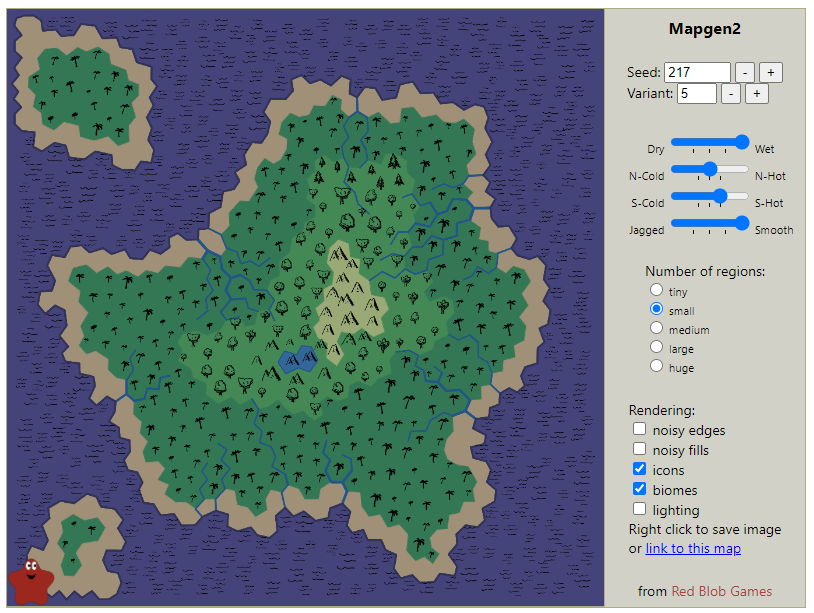 Mapgen2
Seed: 217 - +
Variant: 5 - +
Dry Wet
N-Cold N-Hot
S-Cold S-Hot
Jagged Smooth
Number of regions:
tiny
small
medium
large
huge
Rendering:
noisy edges
noisy fills
icons
biomes
lighting
Right click to save image
or link to this map
from Red Blob Games